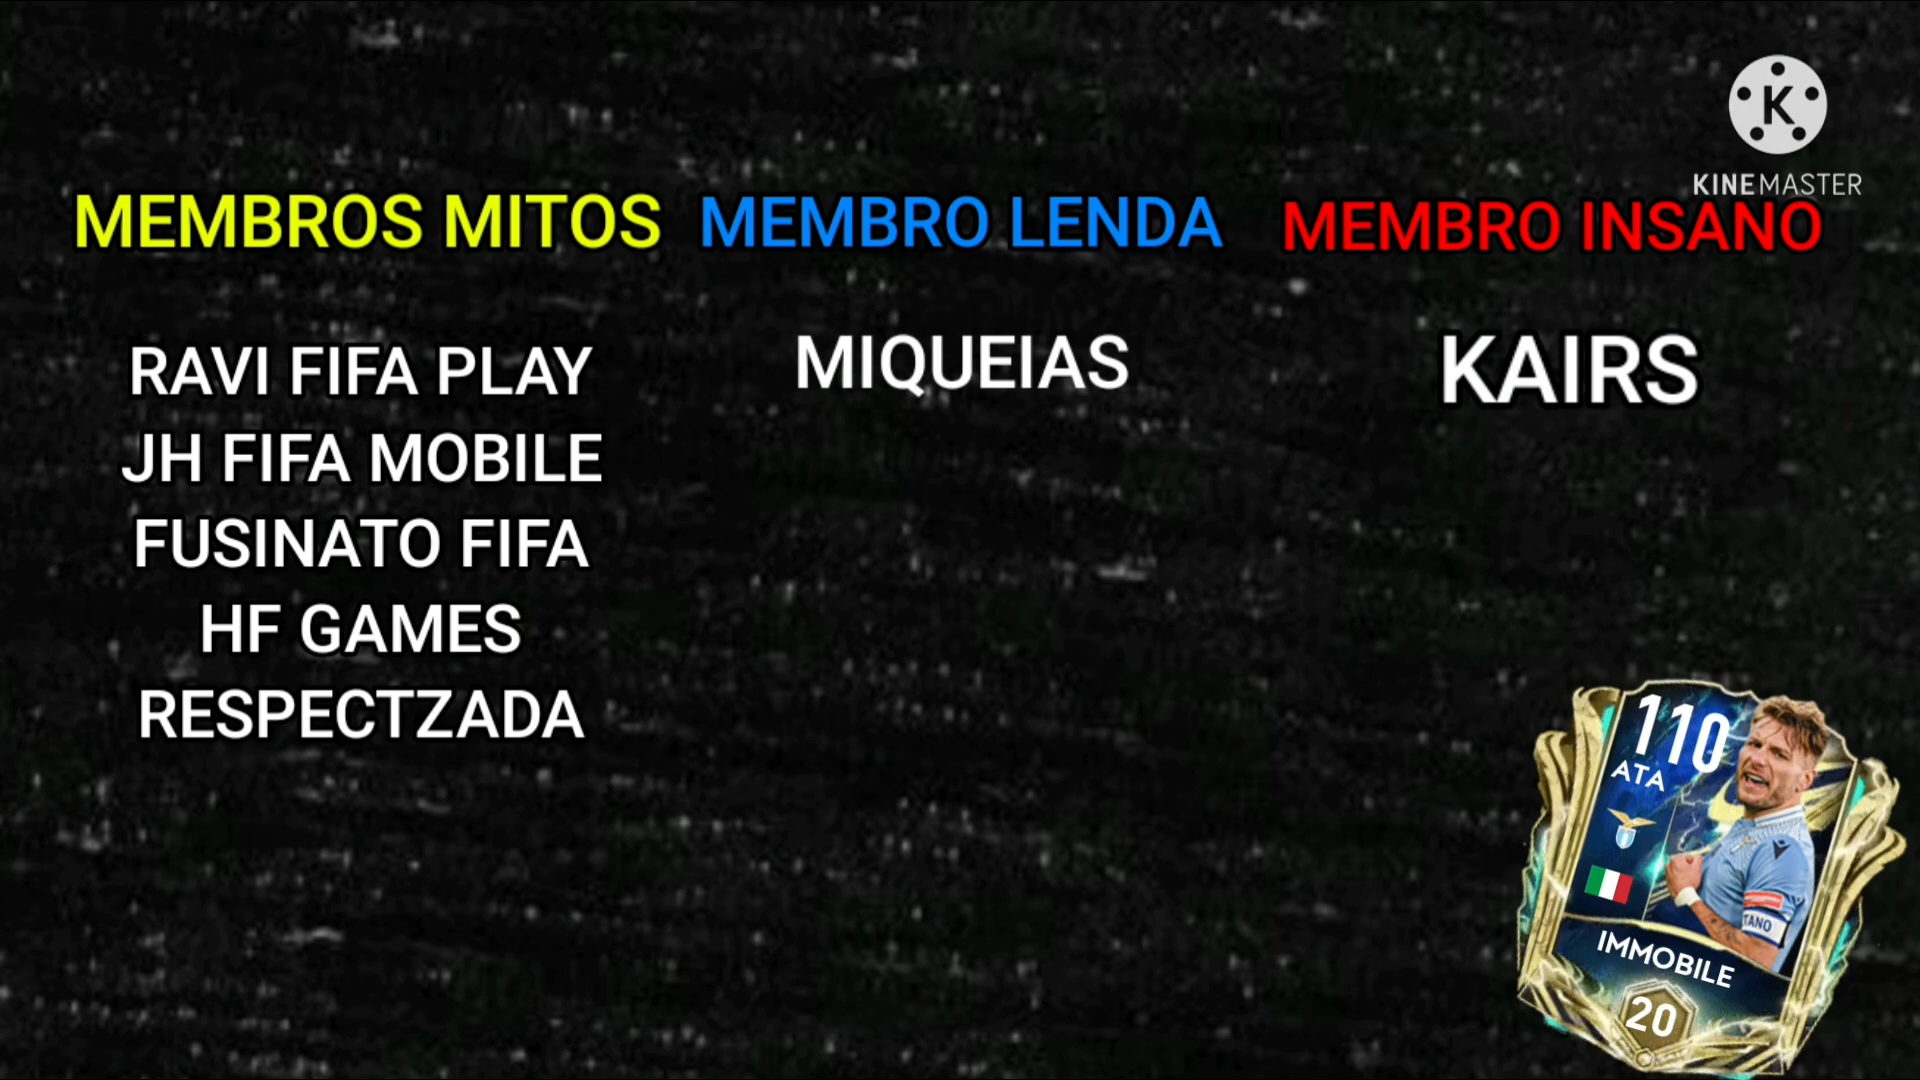 KINEMASTER
MEMBROS MITOS
RAVI FIFA PLAY
JH FIFA MOBILE
FUSINATO FIFA
HF GAMES
RESPECTZADA
MEMBRO LENDA
MIQUEIAS
MEMBRO INSANO
KAIRS
110
ATA
TANO
IMMOBILE
20